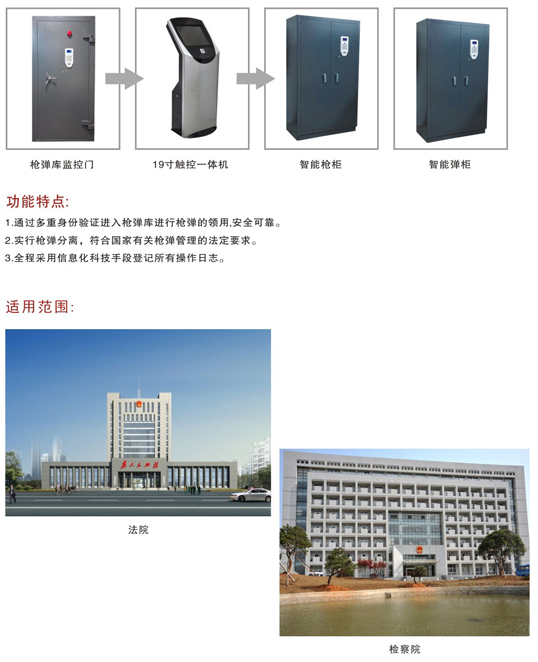 枪弹库监控门
19寸触控一体机
智能枪柜
智能弹柜
功能特点:
1.通过多重身份验证进入枪弹库进行枪弹的领用,安全可靠。
2.实行枪弹分离，符合国家有关枪弹管理的法定要求。
3.全程采用信息化科技手段登记所有操作日志。
适用范围:
法院
检察院